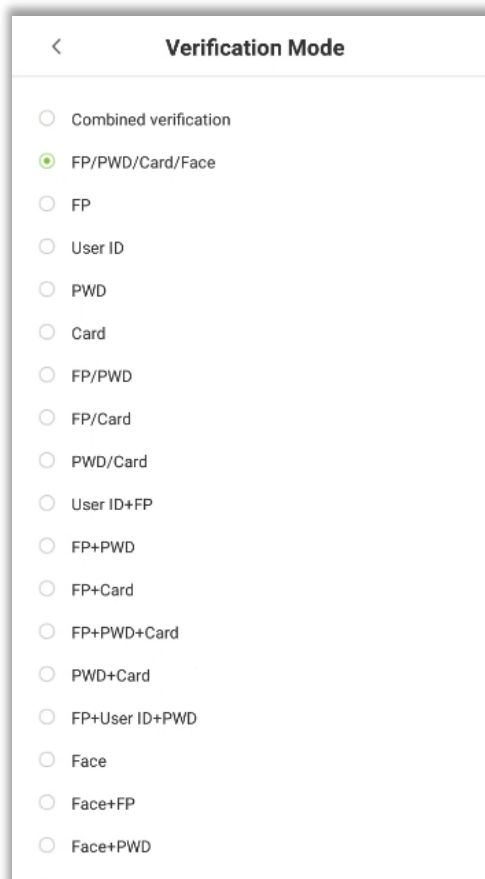 Verification Mode
Combined verification
FP/PWD/Card/Face
FP
User ID
PWD
Card
FP/PWD
FP/Card
PWD/Card
User ID+FP
FP+PWD
FP+Card
FP+PWD+Card
PWD+Card
FP+User ID+PWD
Face
Face+FP
Face+PWD